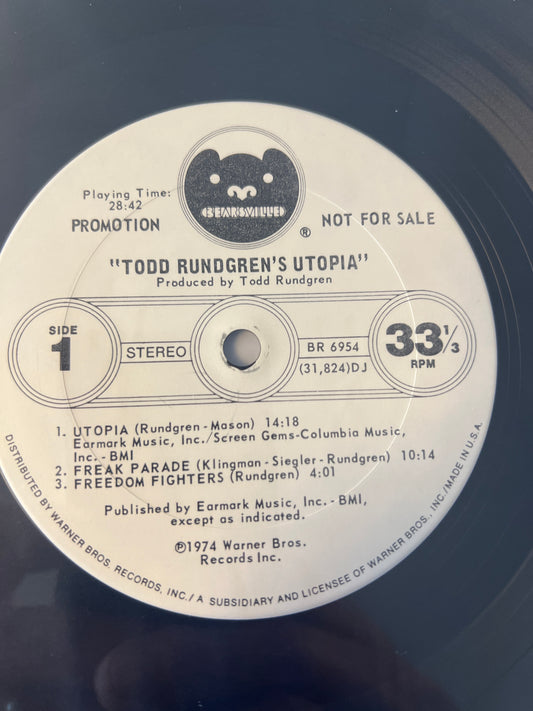 BEARSVILLE
®
Playing Time:
28:42
PROMOTION
NOT FOR SALE
"TODD RUNDGREN'S UTOPIA"
Produced by Todd Rundgren
SIDE
1
STEREO
BR 6954
(31,824)DJ
33 1/3
RPM
1. UTOPIA (Rundgren-Mason) 14:18
Earmark Music, Inc./Screen Gems-Columbia Music,
Inc.-BMI
2. FREAK PARADE (Klingman-Siegler-Rundgren) 10:14
3. FREEDOM FIGHTERS (Rundgren) 4:01
Published by Earmark Music, Inc.-BMI,
except as indicated.
℗1974 Warner Bros.
Records Inc.
DISTRIBUTED BY WARNER BROS. RECORDS, INC./A SUBSIDIARY AND LICENSEE OF WARNER BROS., INC./MADE IN U.S.A.